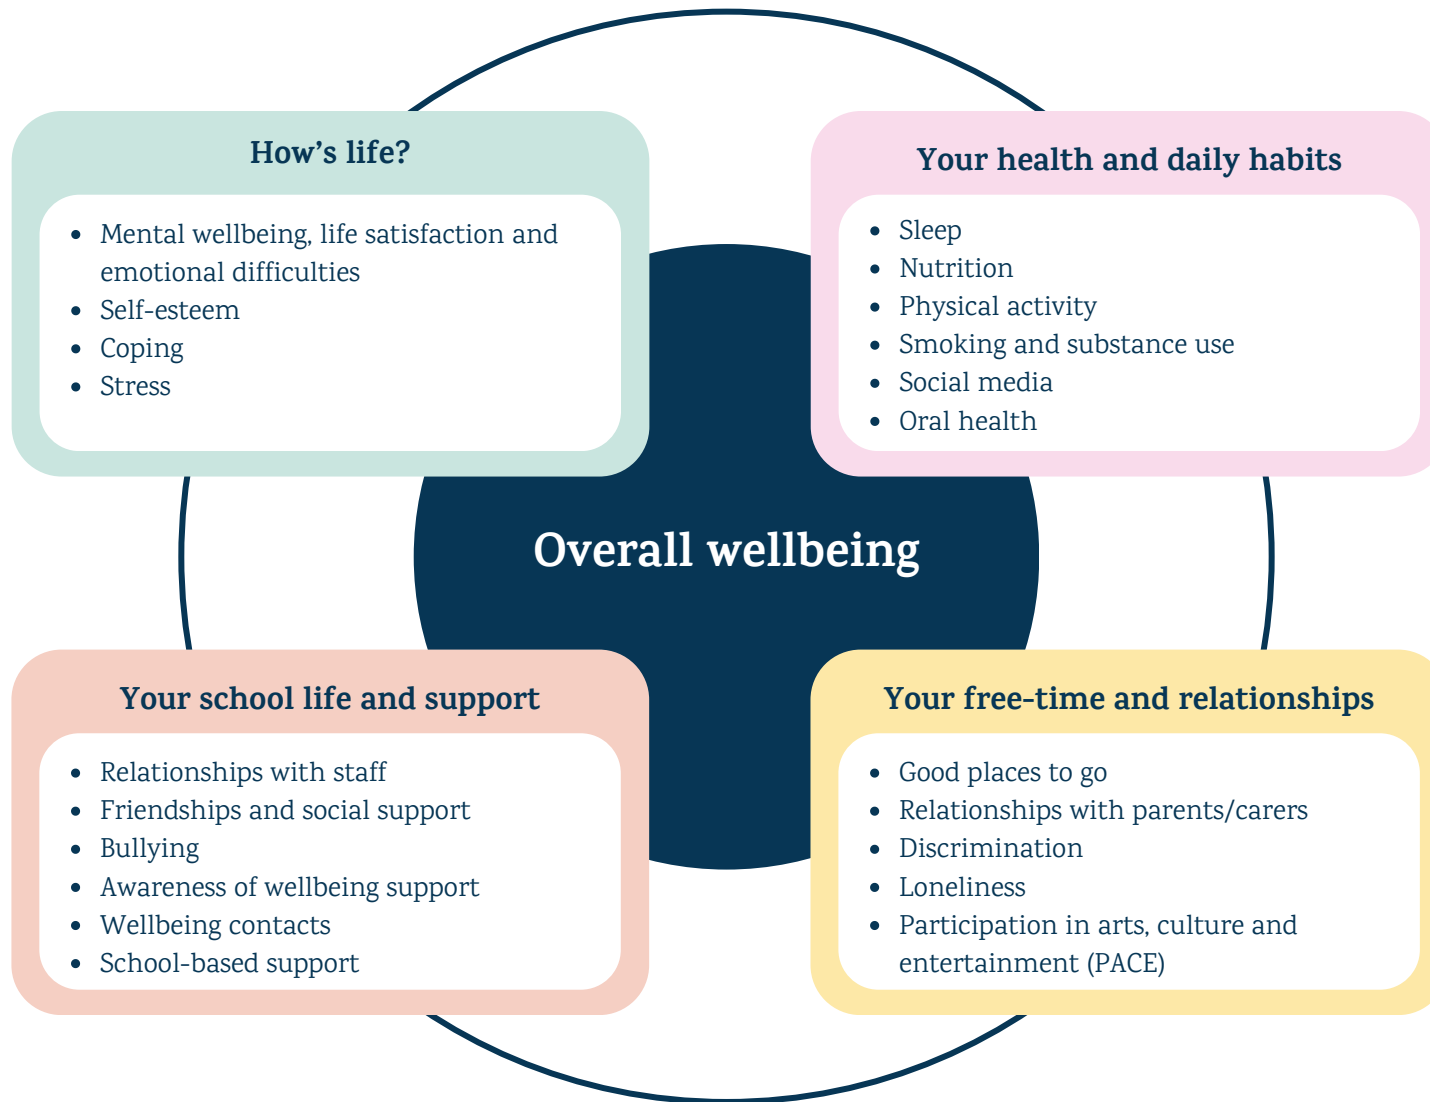 How’s life?
• Mental wellbeing, life satisfaction and
emotional difficulties
• Self-esteem
• Coping
• Stress
Your health and daily habits
• Sleep
• Nutrition
• Physical activity
• Smoking and substance use
• Social media
• Oral health
Overall wellbeing
Your school life and support
• Relationships with staff
• Friendships and social support
• Bullying
• Awareness of wellbeing support
• Wellbeing contacts
• School-based support
Your free-time and relationships
• Good places to go
• Relationships with parents/carers
• Discrimination
• Loneliness
• Participation in arts, culture and
entertainment (PACE)